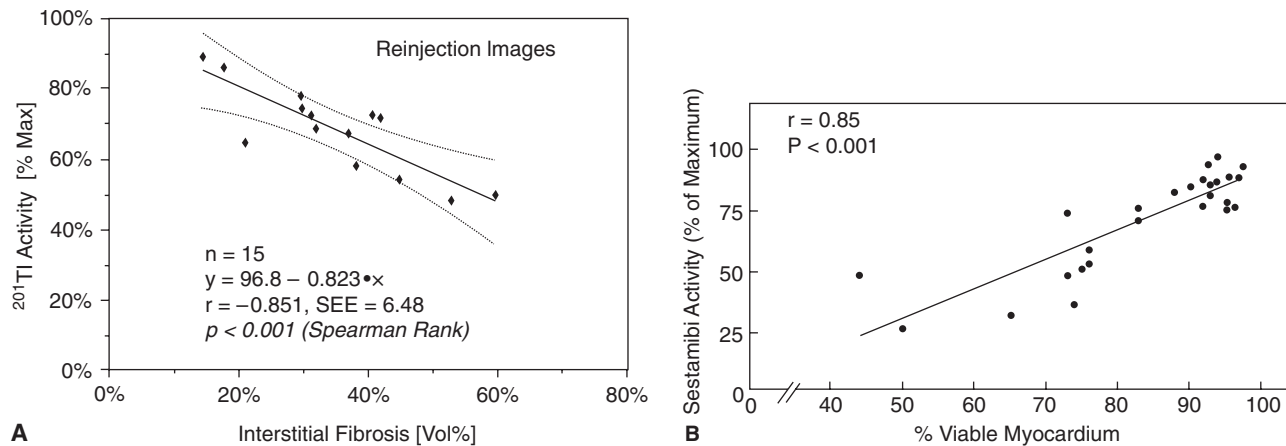 100%
80%
60%
40%
20%
0%
²⁰¹Tl Activity [% Max]
Reinjection Images
n = 15
y = 96.8 – 0.823•×
r = –0.851, SEE = 6.48
p < 0.001 (Spearman Rank)
0% 20% 40% 60% 80%
A Interstitial Fibrosis [Vol%]
Sestamibi Activity (% of Maximum)
r = 0.85
P < 0.001
100
75
50
25
0
0 40 50 60 70 80 90 100
B % Viable Myocardium